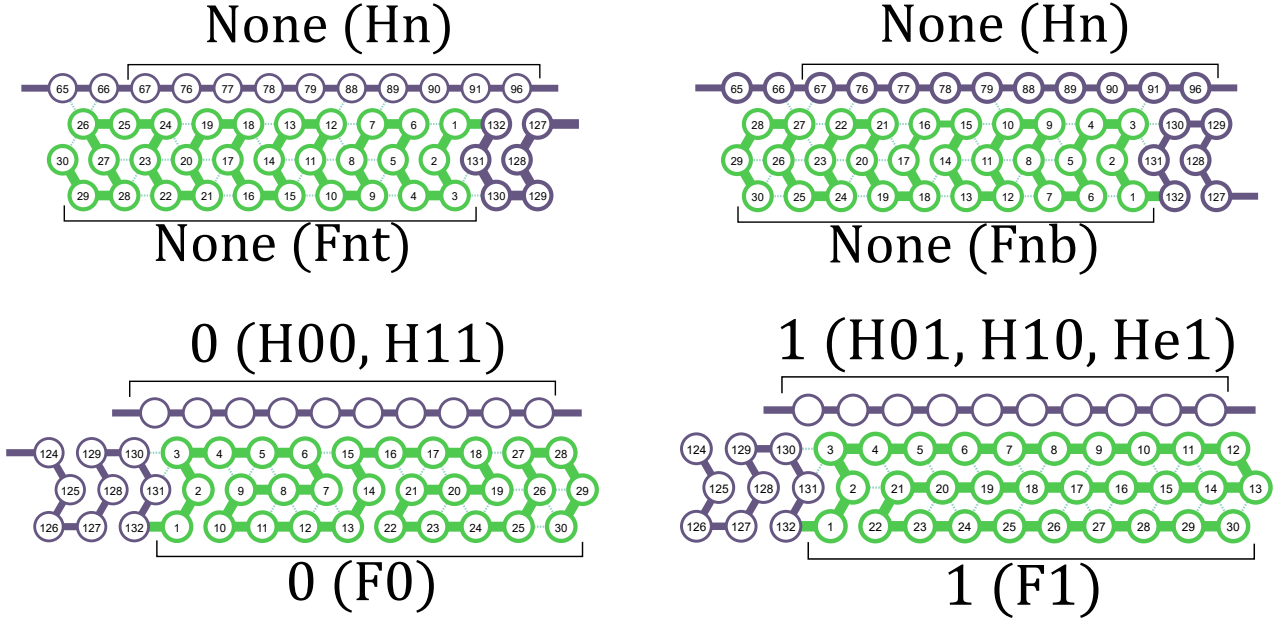 None (Hn)
65 66 67 76 77 78 79 88 89 90 91 96
26 25 24 19 18 13 12 7 6 1 132 127
30 27 23 20 17 14 11 8 5 2 131 128
29 28 22 21 16 15 10 9 4 3 130 129
None (Fnt)
None (Hn)
65 66 67 76 77 78 79 88 89 90 91 96
28 27 22 21 16 15 10 9 4 3 130 129
29 26 23 20 17 14 11 8 5 2 131 128
30 25 24 19 18 13 12 7 6 1 132 127
None (Fnb)
0 (H00, H11)
124 129 130 3 4 5 6 15 16 17 18 27 28
125 128 131 2 9 8 7 14 21 20 19 26 29
126 127 132 1 10 11 12 13 22 23 24 25 30
0 (F0)
1 (H01, H10, He1)
124 129 130 3 4 5 6 7 8 9 10 11 12
125 128 131 2 21 20 19 18 17 16 15 14 13
126 127 132 1 22 23 24 25 26 27 28 29 30
1 (F1)